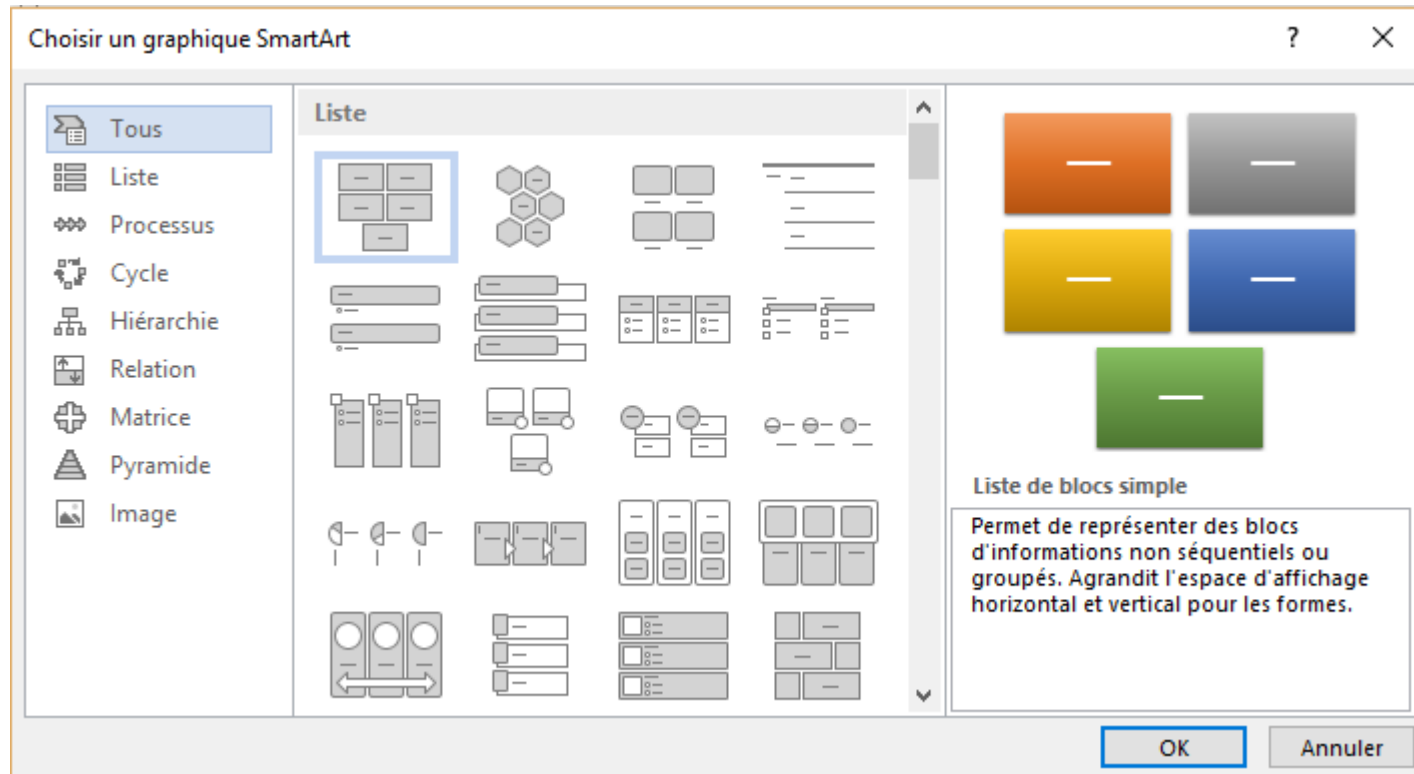 Choisir un graphique SmartArt
?
Tous
Liste
Processus
Cycle
Hiérarchie
Relation
Matrice
Pyramide
Image
Liste
Liste de blocs simple
Permet de représenter des blocs
d'informations non séquentiels ou
groupés. Agrandit l'espace d'affichage
horizontal et vertical pour les formes.
OK
Annuler